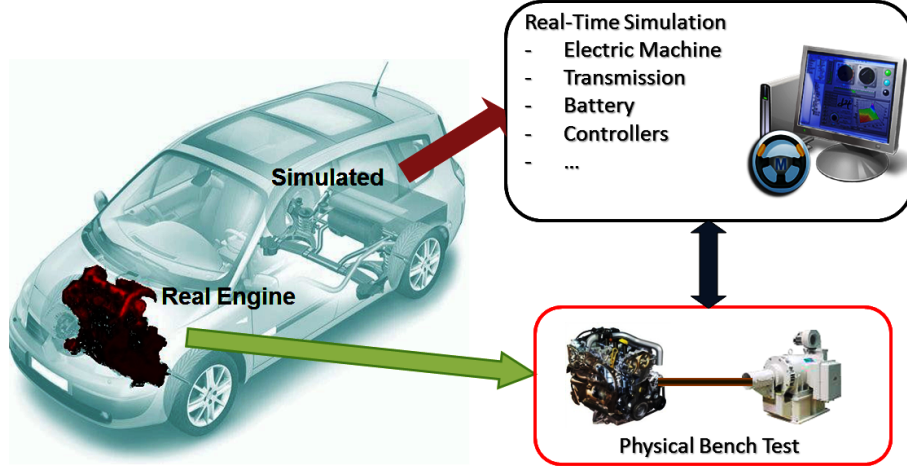 Real-Time Simulation
- Electric Machine
- Transmission
- Battery
- Controllers
- ...
Simulated
M
Real Engine
Physical Bench Test